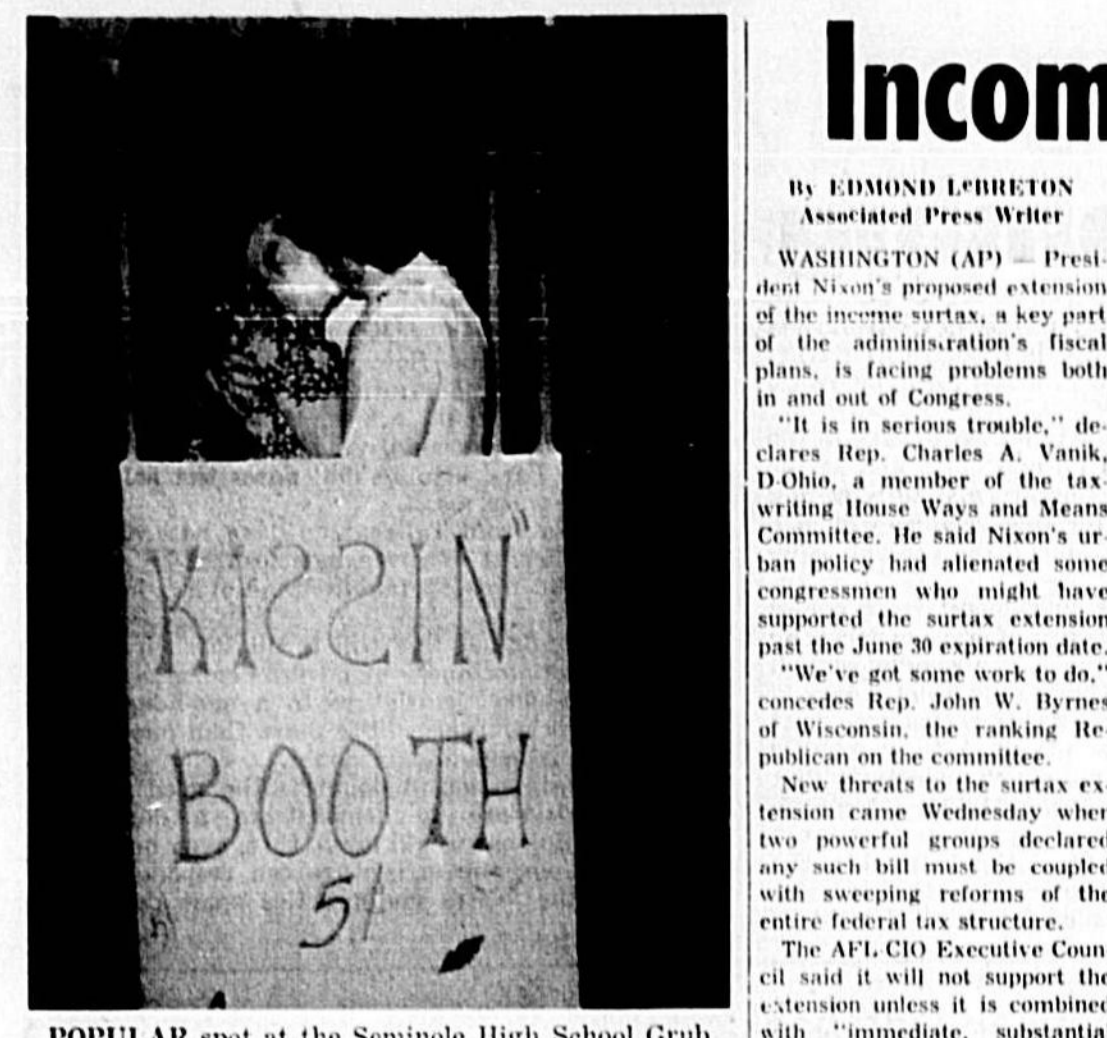 KISSIN"
BOOTH
5¢
POPULAR spot at the Seminole High School Grub
Incom
By EDMOND LeBRETON
Associated Press Writer
WASHINGTON (AP) — Presi-
dent Nixon's proposed extension
of the income surtax, a key part
of the administration's fiscal
plans, is facing problems both
in and out of Congress.
"It is in serious trouble," de-
clares Rep. Charles A. Vanik,
D-Ohio, a member of the tax-
writing House Ways and Means
Committee. He said Nixon's ur-
ban policy had alienated some
congressmen who might have
supported the surtax extension
past the June 30 expiration date.
"We've got some work to do,"
concedes Rep. John W. Byrnes
of Wisconsin, the ranking Re-
publican on the committee.
New threats to the surtax ex-
tension came Wednesday when
two powerful groups declared
any such bill must be coupled
with sweeping reforms of the
entire federal tax structure.
The AFL-CIO Executive Coun-
cil said it will not support the
extension unless it is combined
with "immediate, substantial